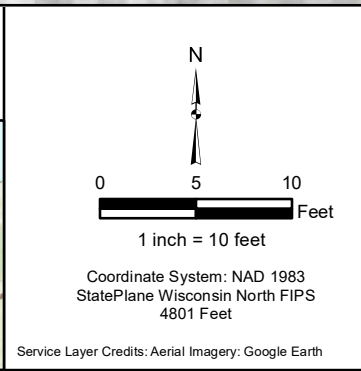 N
0 5 10
Feet
1 inch = 10 feet
Coordinate System: NAD 1983
StatePlane Wisconsin North FIPS
4801 Feet
Service Layer Credits: Aerial Imagery: Google Earth